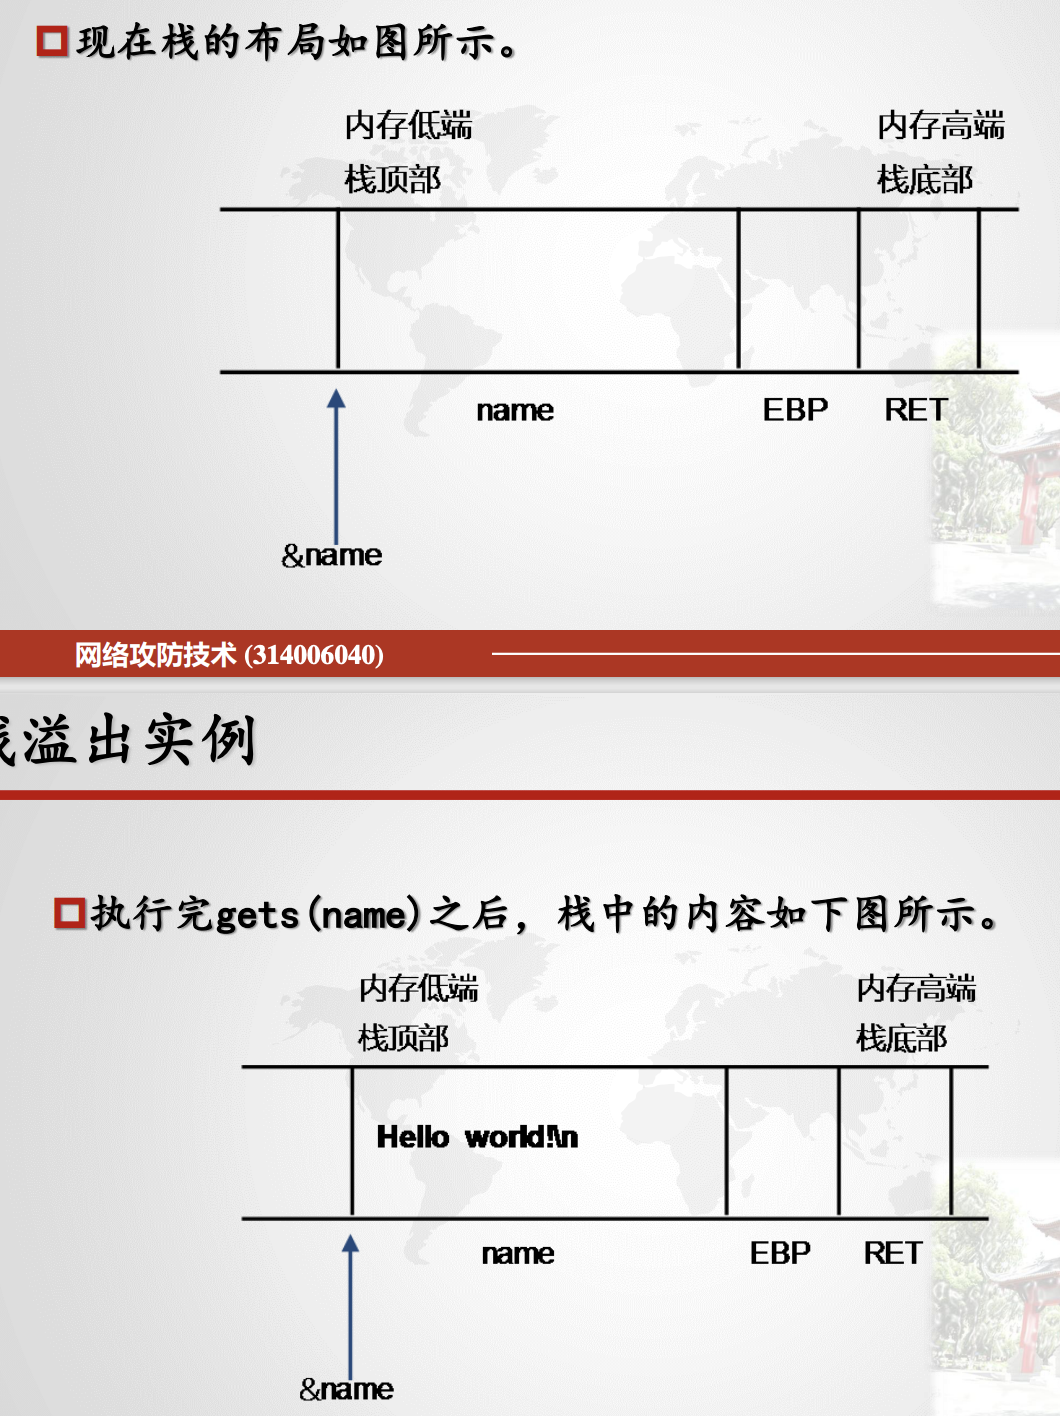 现在栈的布局如图所示。
内存低端 内存高端
栈顶部 栈底部
name EBP RET
&name
网络攻防技术 (314006040)
溢出实例
执行完gets(name)之后，栈中的内容如下图所示。
内存低端 内存高端
栈顶部 栈底部
Hello world!\n
name EBP RET
&name